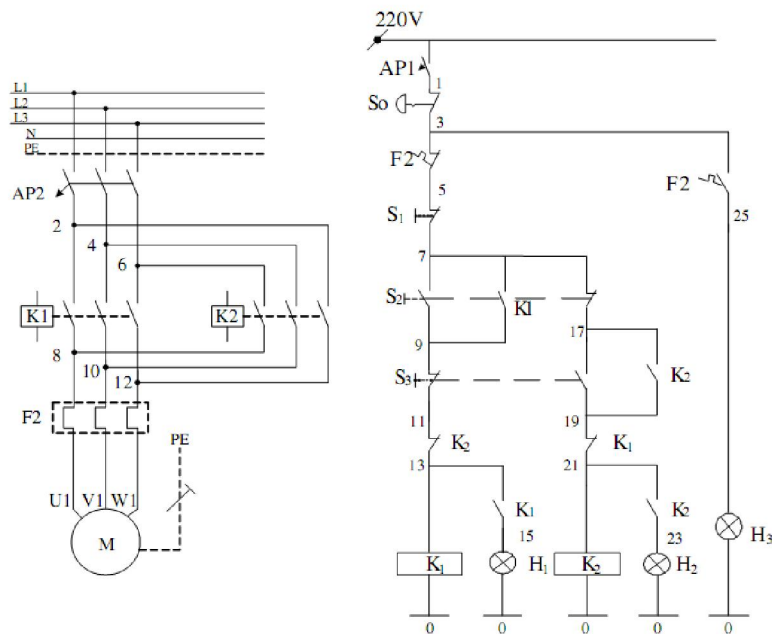 L1
L2
L3
N
PE
AP2
2
4
6
K1
K2
8
10
12
F2
PE
U1 V1 W1
M
220V
AP1
1
So
3
F2
F2
5
25
S1
7
S2
K1
17
9
K2
S3
11
19
K2
K1
13
21
K1
K2
15
23
H3
K1
H1
K2
H2
0
0
0
0
0